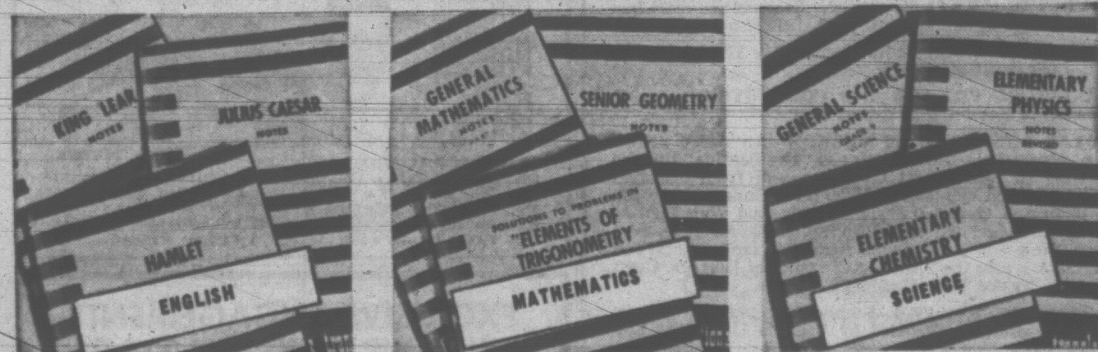 KING LEAR
NOTES
JULIUS CAESAR
NOTES
HAMLET
ENGLISH
GENERAL
MATHEMATICS
NOTES
SENIOR GEOMETRY
NOTES
SOLUTIONS TO PROBLEMS IN
"ELEMENTS OF
TRIGONOMETRY
MATHEMATICS
GENERAL SCIENCE
NOTES
ELEMENTARY
PHYSICS
NOTES
REVISED
ELEMENTARY
CHEMISTRY
SCIENCE